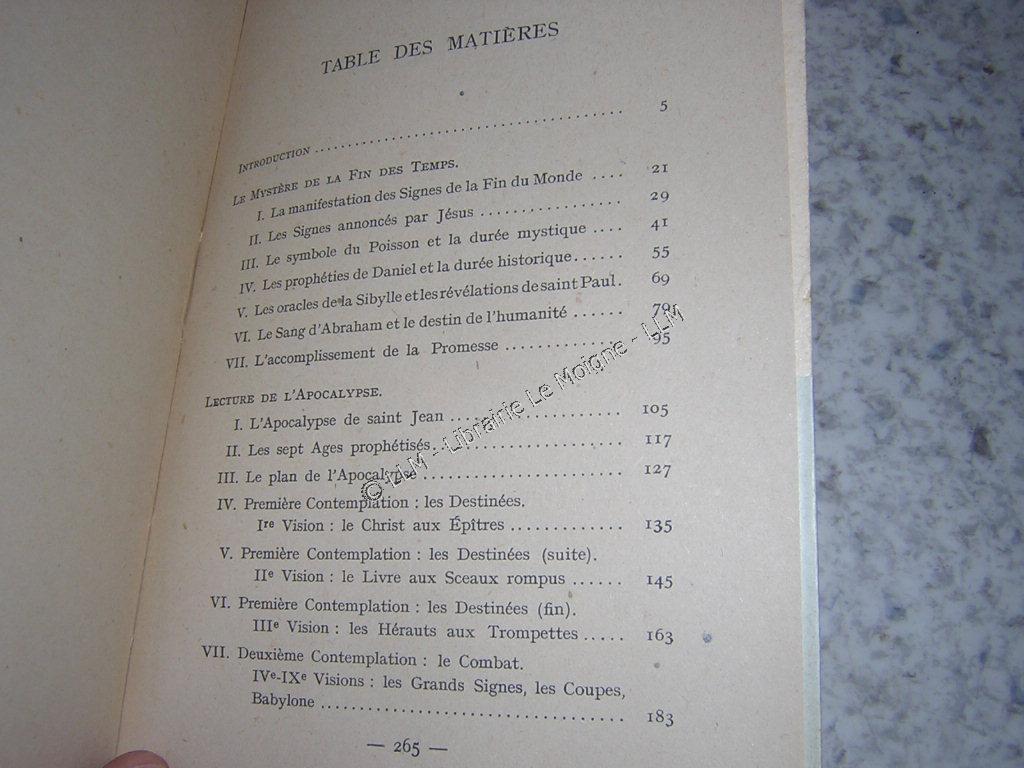 TABLE DES MATIÈRES
INTRODUCTION .................... 5
LE MYSTÈRE DE LA FIN DES TEMPS.
I. La manifestation des Signes de la Fin du Monde .... 21
II. Les Signes annoncés par Jésus ................. 29
III. Le symbole du Poisson et la durée mystique .... 41
IV. Les prophéties de Daniel et la durée historique...... 55
V. Les oracles de la Sibylle et les révélations de saint Paul. 69
VI. Le Sang d'Abraham et le destin de l'humanité ...... 79
VII. L'accomplissement de la Promesse .............. 95
LECTURE DE L'APOCALYPSE.
I. L'Apocalypse de saint Jean .................... 105
II. Les sept Ages prophétisés...................... 117
III. Le plan de l'Apocalypse ....................... 127
IV. Première Contemplation : les Destinées.
Ire Vision : le Christ aux Épîtres ............. 135
V. Première Contemplation : les Destinées (suite).
IIe Vision : le Livre aux Sceaux rompus ...... 145
VI. Première Contemplation : les Destinées (fin).
IIIe Vision : les Hérauts aux Trompettes ..... 163
VII. Deuxième Contemplation : le Combat.
IVe-IXe Visions : les Grands Signes, les Coupes,
Babylone .................................... 183
— 265 —
© LLM - Librairie Le Moigne - LLM